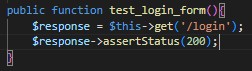 public function test_login_form(){
    $response = $this->get('/login');
    $response->assertStatus(200);
}